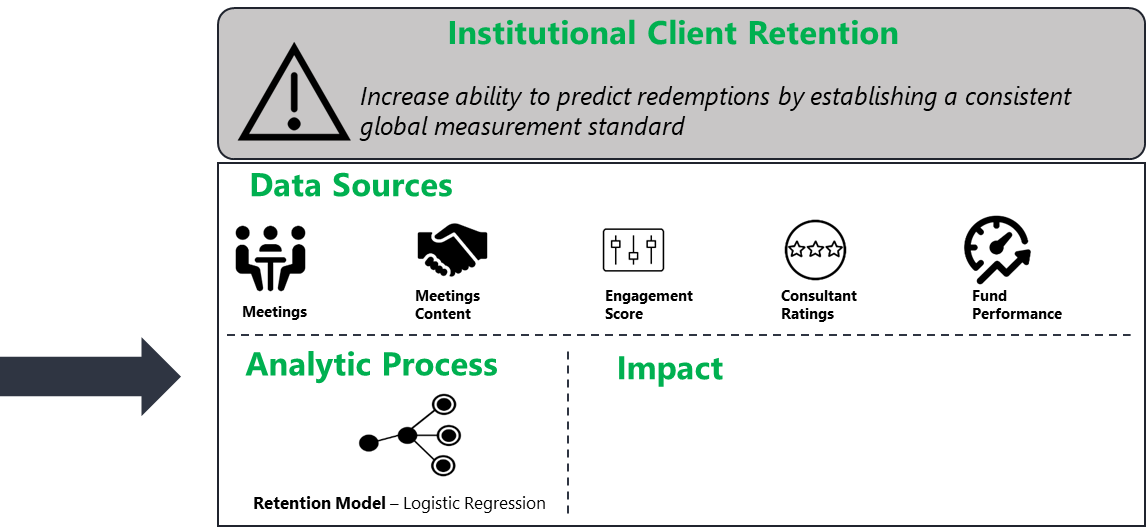 Institutional Client Retention
Increase ability to predict redemptions by establishing a consistent
global measurement standard
Data Sources
Meetings
Meetings
Content
Engagement
Score
Consultant
Ratings
Fund
Performance
Analytic Process
Impact
Retention Model – Logistic Regression